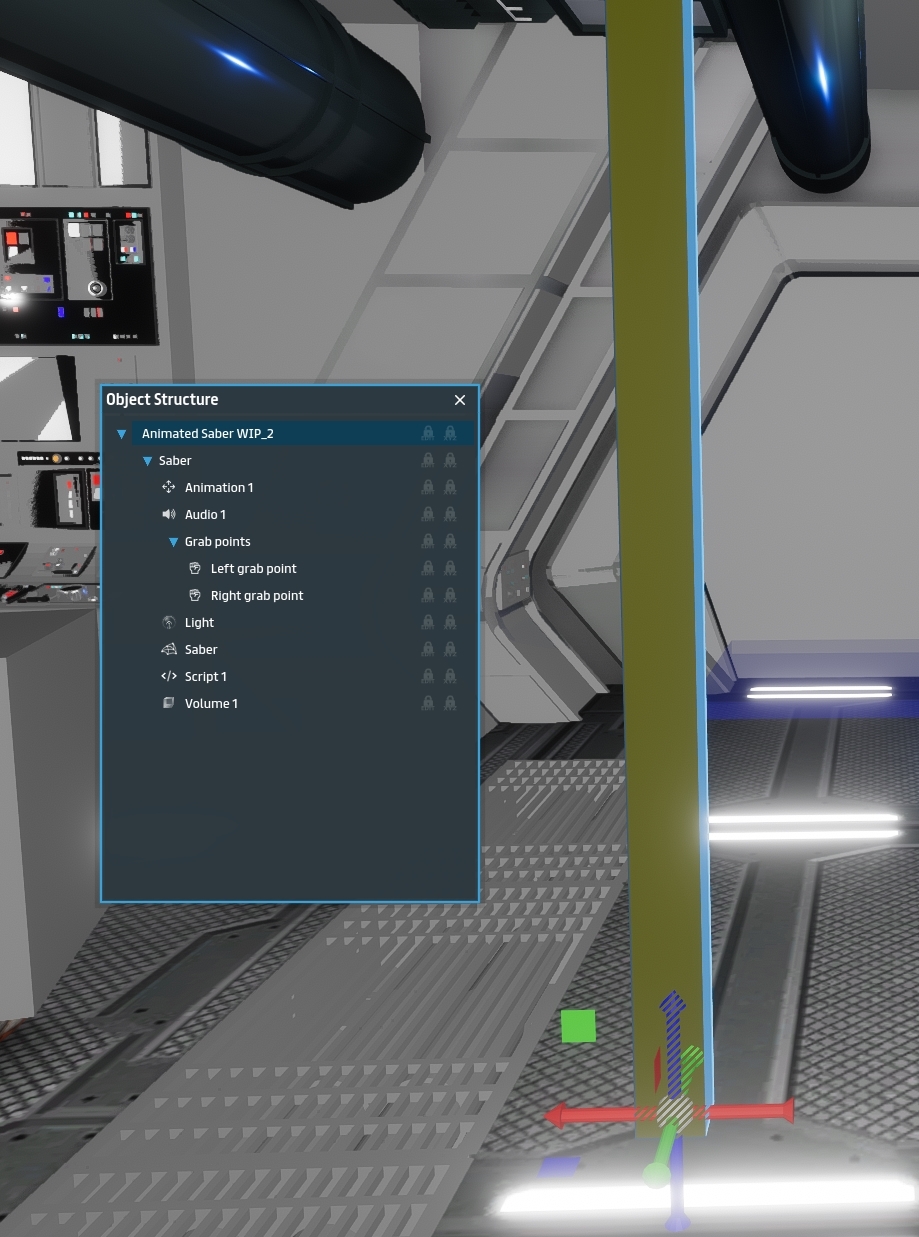 Object Structure
Animated Saber WIP_2
Saber
Animation 1
Audio 1
Grab points
Left grab point
Right grab point
Light
Saber
Script 1
Volume 1